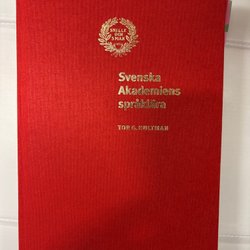 SNILLE
OCH
SMAK
Svenska
Akademiens
språklära
TOR G. HULTMAN